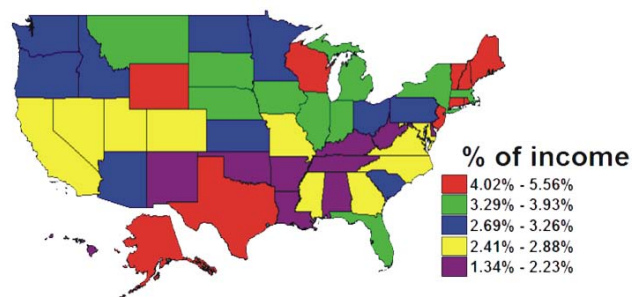 % of income
4.02% - 5.56%
3.29% - 3.93%
2.69% - 3.26%
2.41% - 2.88%
1.34% - 2.23%